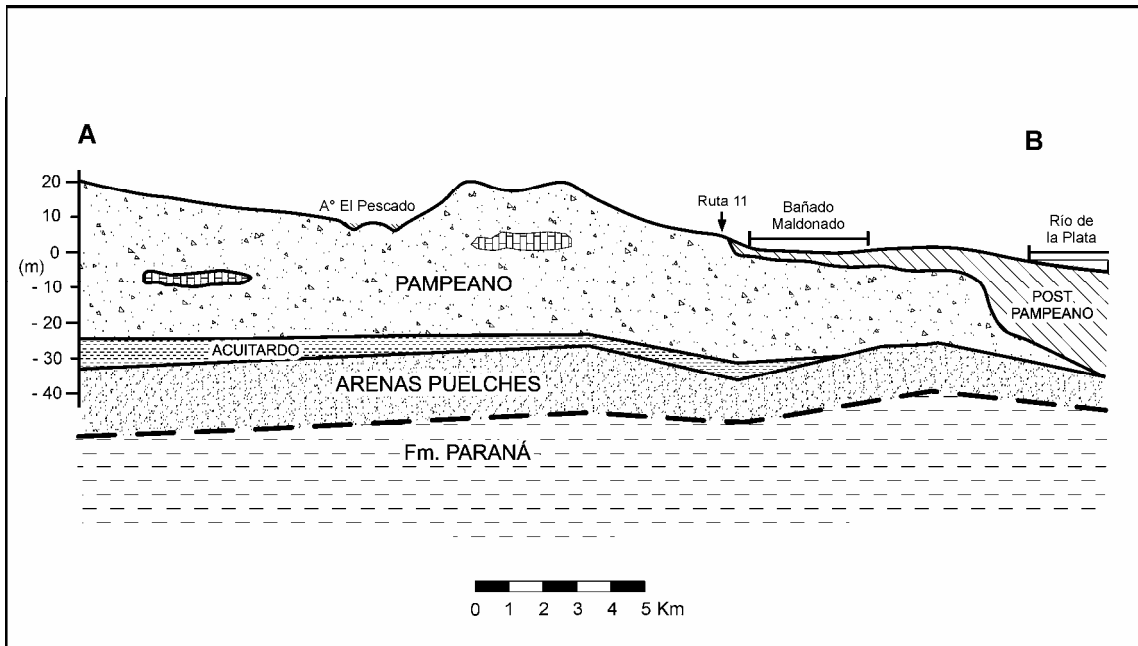 A
B
20
10
0
(m)
- 10
- 20
- 30
- 40
A° El Pescado
Ruta 11
Bañado
Maldonado
Río de
la Plata
PAMPEANO
POST
PAMPEANO
ACUITARDO
ARENAS PUELCHES
Fm. PARANÁ
0 1 2 3 4 5 Km